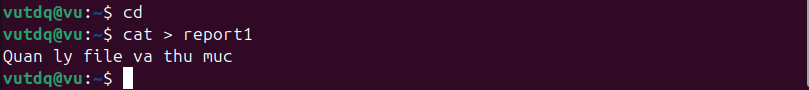 vutdq@vu:~$ cd
vutdq@vu:~$ cat > report1
Quan ly file va thu muc
vutdq@vu:~$